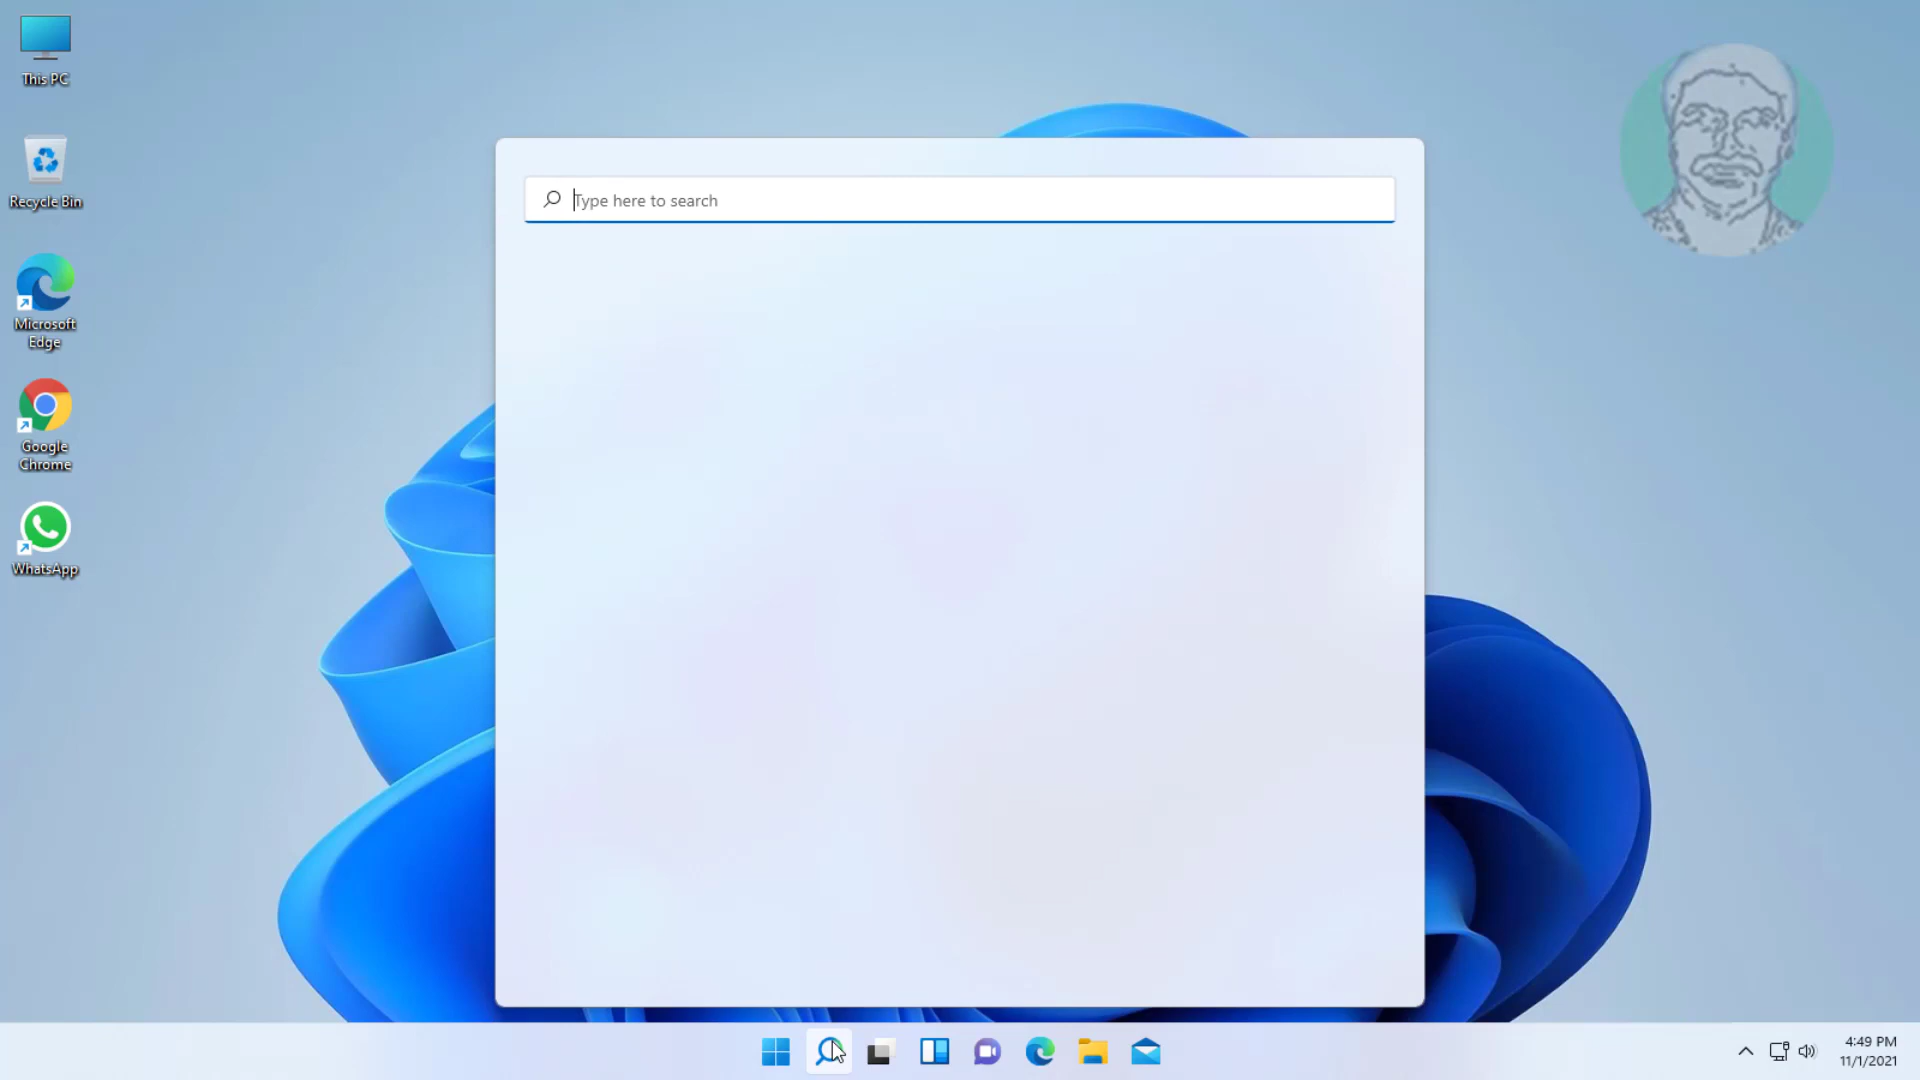 This PC
Recycle Bin
Microsoft
Edge
Google
Chrome
WhatsApp
Type here to search
4:49 PM
11/1/2021